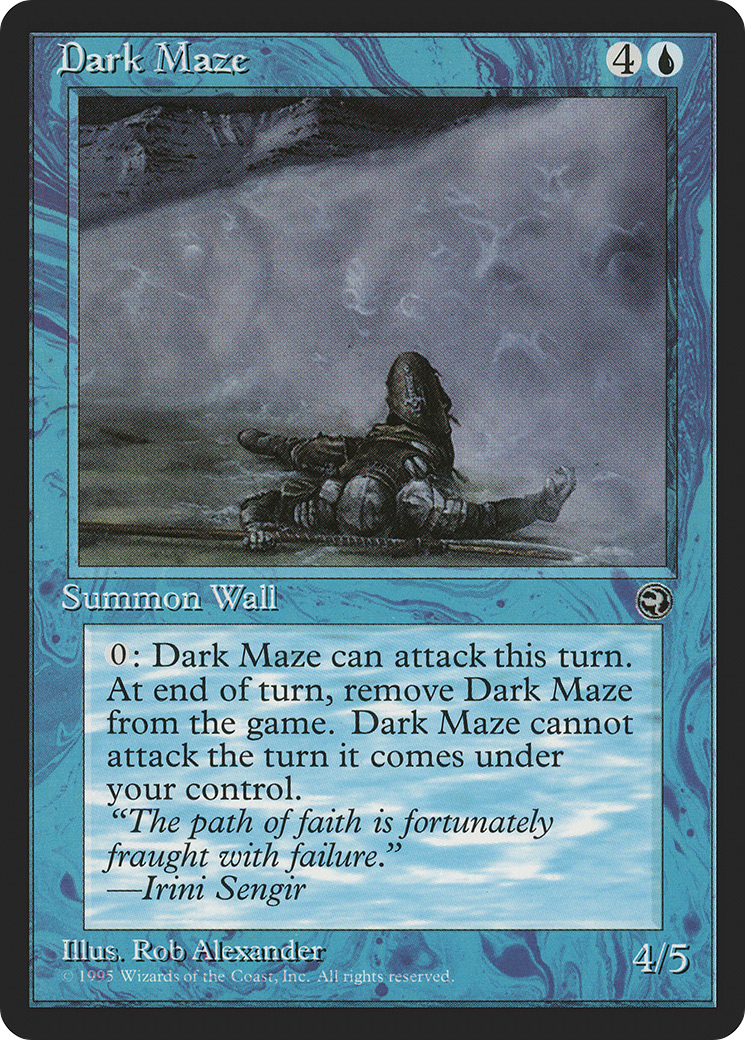 Dark Maze
4
Summon Wall
0: Dark Maze can attack this turn.
At end of turn, remove Dark Maze
from the game. Dark Maze cannot
attack the turn it comes under
your control.
“The path of faith is fortunately
fraught with failure.”
—Irini Sengir
Illus. Rob Alexander
4/5
© 1995 Wizards of the Coast, Inc. All rights reserved.